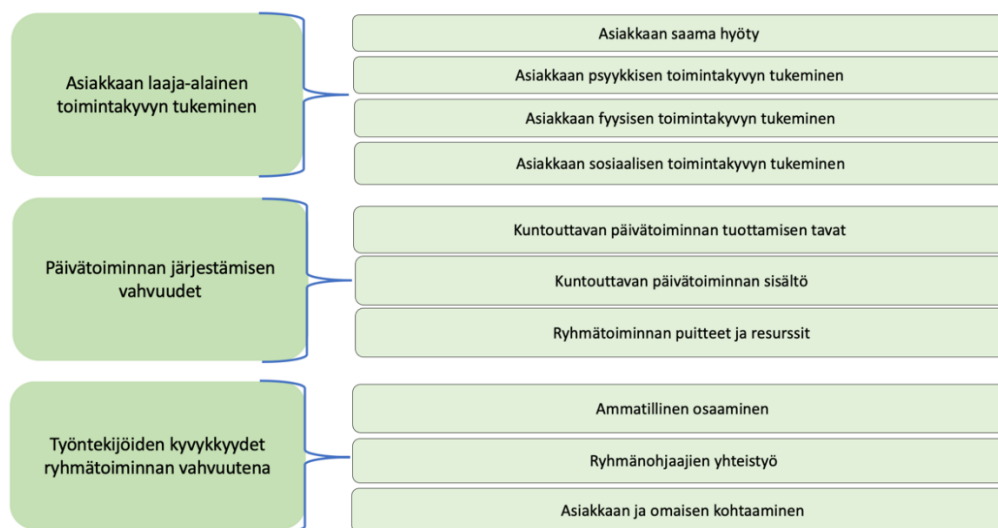 Asiakkaan laaja-alainen
toimintakyvyn tukeminen
Asiakkaan saama hyöty
Asiakkaan psyykkisen toimintakyvyn tukeminen
Asiakkaan fyysisen toimintakyvyn tukeminen
Asiakkaan sosiaalisen toimintakyvyn tukeminen
Päivätoiminnan järjestämisen
vahvuudet
Kuntouttavan päivätoiminnan tuottamisen tavat
Kuntouttavan päivätoiminnan sisältö
Ryhmätoiminnan puitteet ja resurssit
Työntekijöiden kyvykkyydet
ryhmätoiminnan vahvuutena
Ammatillinen osaaminen
Ryhmänohjaajien yhteistyö
Asiakkaan ja omaisen kohtaaminen